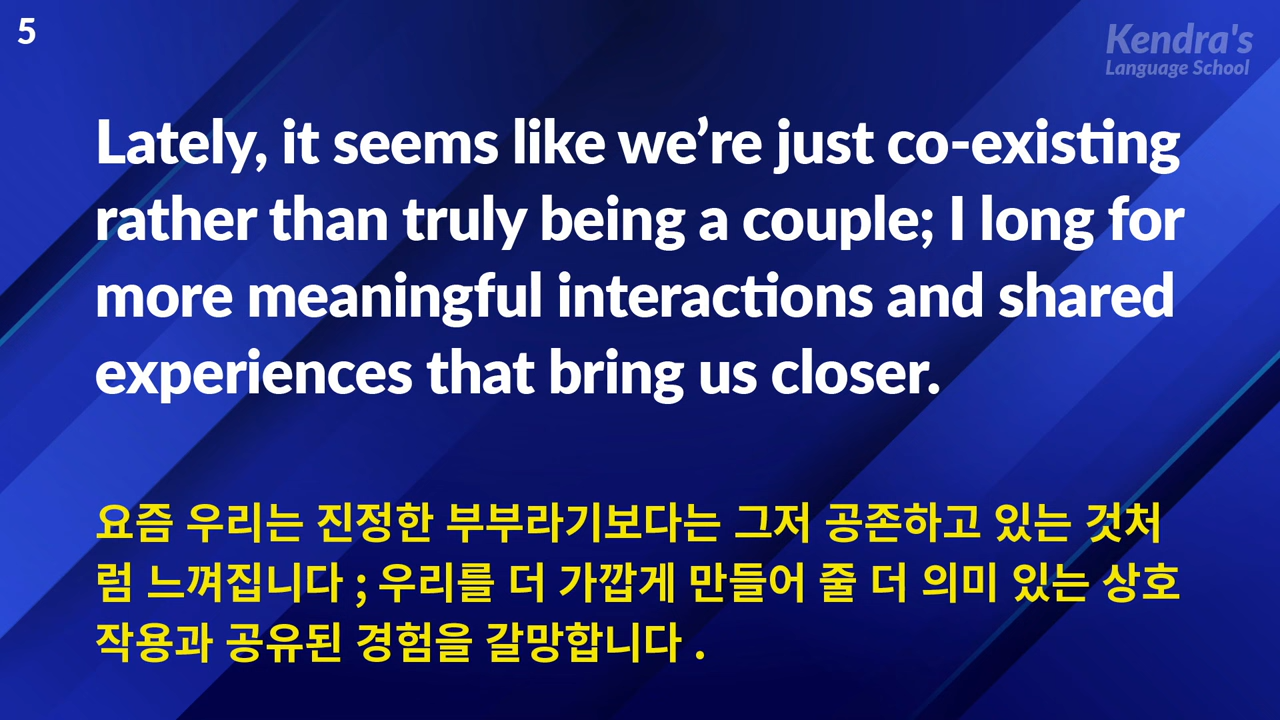 5
Kendra's
Language School
Lately, it seems like we’re just co-existing
rather than truly being a couple; I long for
more meaningful interactions and shared
experiences that bring us closer.
요즘 우리는 진정한 부부라기보다는 그저 공존하고 있는 것처
럼 느껴집니다 ; 우리를 더 가깝게 만들어 줄 더 의미 있는 상호
작용과 공유된 경험을 갈망합니다 .